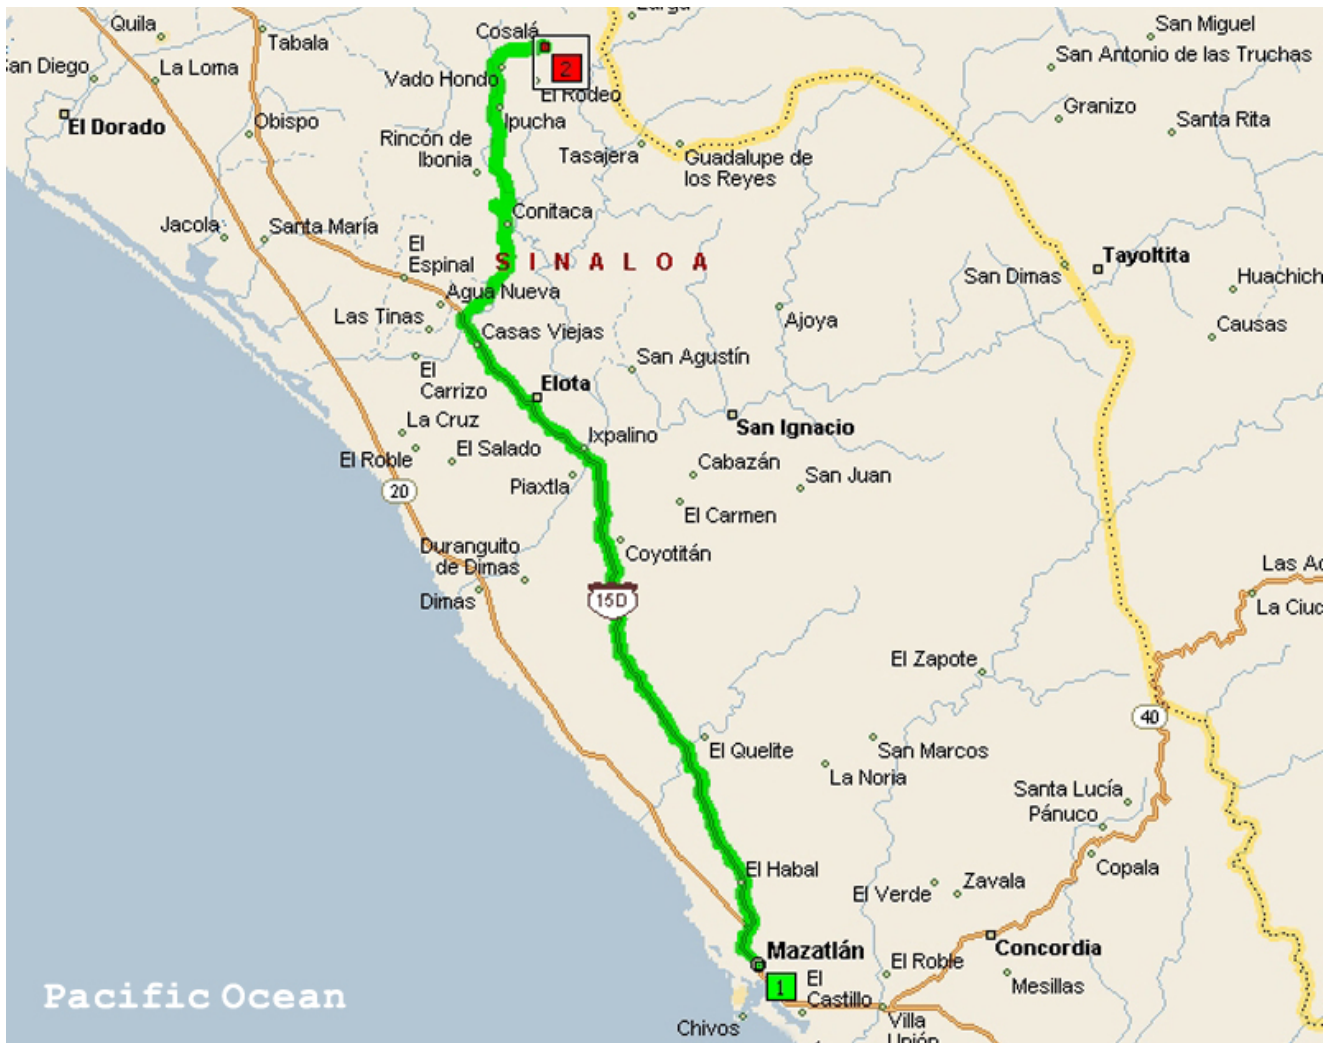 Quila
Tabala
Cosalá
San Miguel
San Diego
La Loma
Vado Hondo
2
San Antonio de las Truchas
El Rodeo
El Dorado
Obispo
Ipucha
Granizo
Santa Rita
Rincón de
Ibonia
Tasajera
Guadalupe de
los Reyes
Jacola
Santa María
Conitaca
El
Espinal
SINALOA
San Dimas
Tayoltita
Huachich
Agua Nueva
Las Tinas
Casas Viejas
Ajoya
Causas
El
Carrizo
San Agustín
Elota
La Cruz
San Ignacio
Ixpalino
El Roble
El Salado
Piaxtla
Cabazán
San Juan
20
El Carmen
Duranguito
de Dimas
Coyotitán
Dimas
15D
Las Ac
La Ciuc
El Zapote
40
El Quelite
San Marcos
La Noria
Santa Lucía
Pánuco
El Habal
Copala
El Verde
Zavala
Mazatlán
Concordia
1
El
Castillo
El Roble
Mesillas
Pacific Ocean
Chivos
Villa
Unión